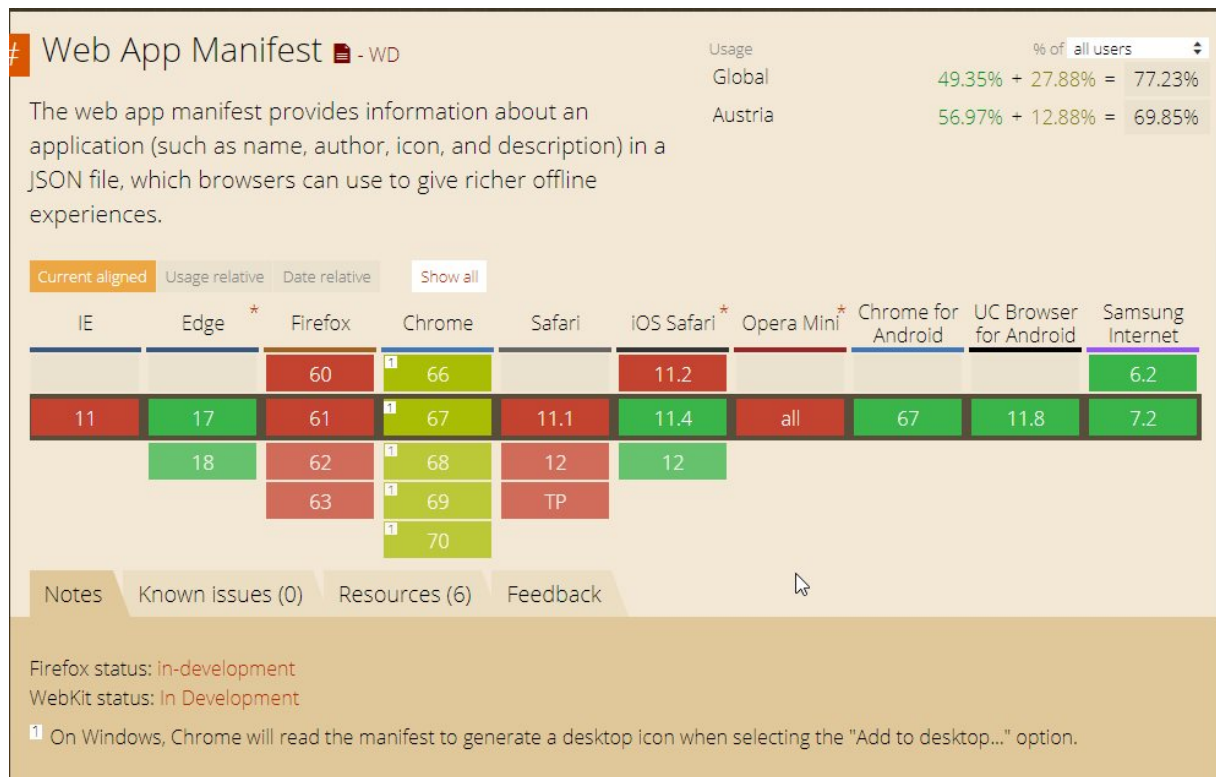 # Web App Manifest - WD
Usage % of all users
Global 49.35% + 27.88% = 77.23%
Austria 56.97% + 12.88% = 69.85%
The web app manifest provides information about an
application (such as name, author, icon, and description) in a
JSON file, which browsers can use to give richer offline
experiences.
Current aligned Usage relative Date relative Show all
IE Edge * Firefox Chrome Safari iOS Safari * Opera Mini * Chrome for Android UC Browser for Android Samsung Internet
60 1 66 11.2 6.2
11 17 61 1 67 11.1 11.4 all 67 11.8 7.2
18 62 1 68 12 12
63 1 69 TP
1 70
Notes Known issues (0) Resources (6) Feedback
Firefox status: in-development
WebKit status: In Development
1 On Windows, Chrome will read the manifest to generate a desktop icon when selecting the "Add to desktop..." option.